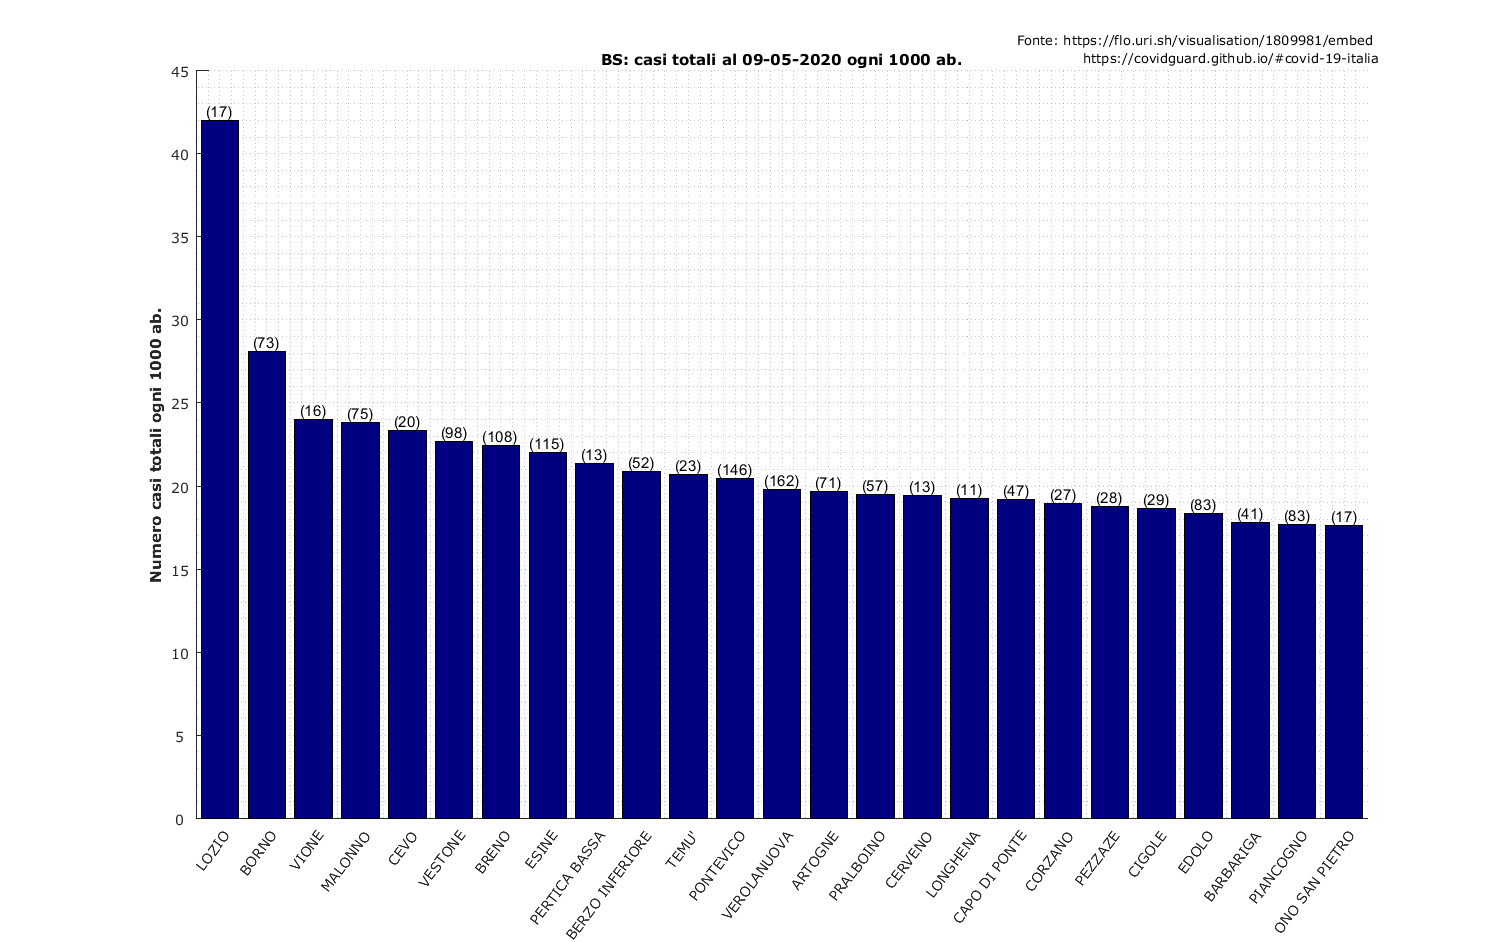 Fonte: https://flo.uri.sh/visualisation/1809981/embed
https://covidguard.github.io/#covid-19-italia
BS: casi totali al 09-05-2020 ogni 1000 ab.
Numero casi totali ogni 1000 ab.
45
40
35
30
25
20
15
10
5
0
(17)
(73)
(16)
(75)
(20)
(98)
(108)
(115)
(13)
(52)
(23)
(146)
(162)
(71)
(57)
(13)
(11)
(47)
(27)
(28)
(29)
(83)
(41)
(83)
(17)
LOZIO
BORNO
VIONE
MALONNO
CEVO
VESTONE
BRENO
ESINE
PERTICA BASSA
BERZO INFERIORE
TEMU'
PONTEVICO
VEROLANUOVA
ARTOGNE
PRALBOINO
CERVENO
LONGHENA
CAPO DI PONTE
CORZANO
PEZZAZE
CIGOLE
EDOLO
BARBARIGA
PIANCOGNO
ONO SAN PIETRO